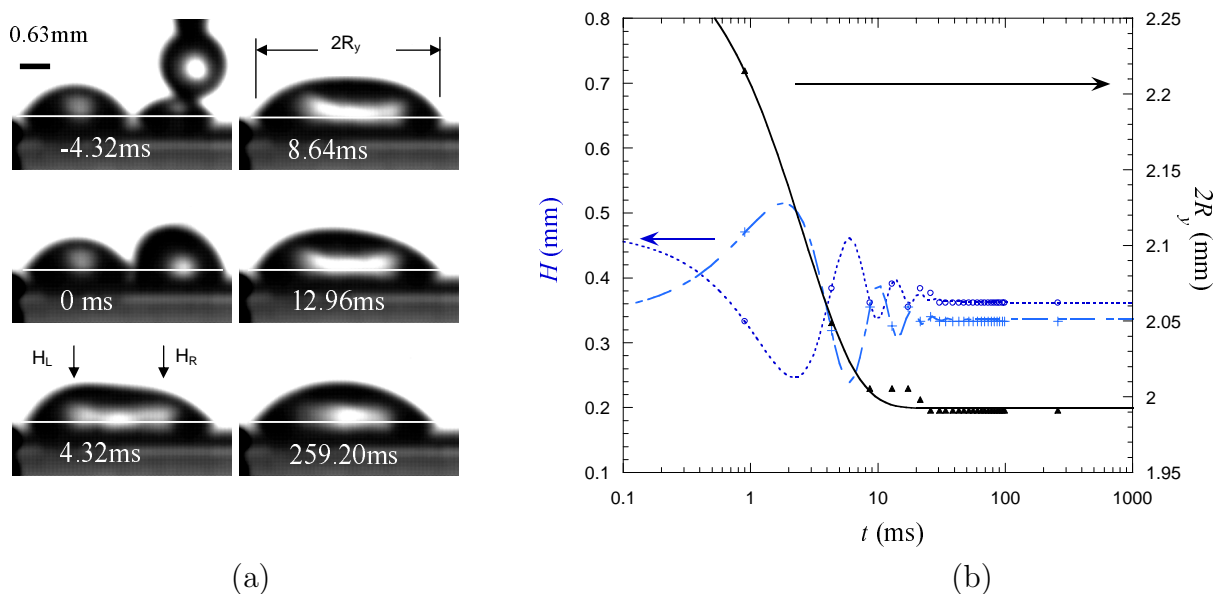 0.63mm
2Ry
-4.32ms
8.64ms
0 ms
12.96ms
HL
HR
4.32ms
259.20ms
(a)
0.8
0.7
0.6
0.5
0.4
0.3
0.2
0.1
H (mm)
2.25
2.2
2.15
2.1
2.05
2
1.95
2Ry (mm)
0.1
1
10
100
1000
t (ms)
(b)